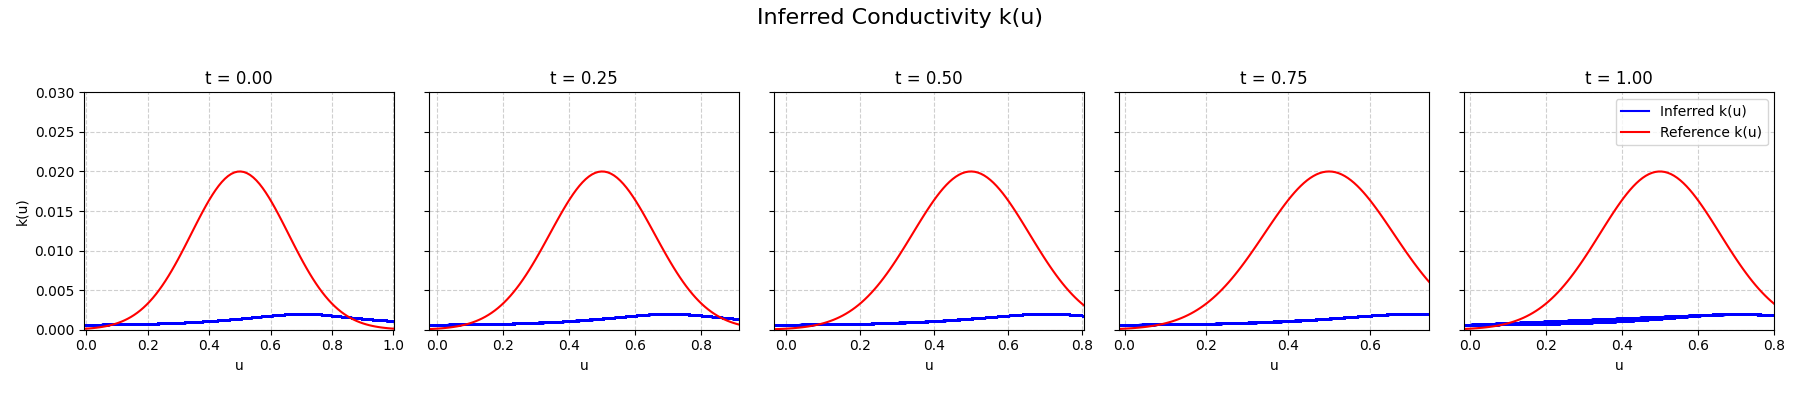 Inferred Conductivity k(u)
t = 0.00
t = 0.25
t = 0.50
t = 0.75
t = 1.00
k(u)
0.030
0.025
0.020
0.015
0.010
0.005
0.000
Inferred k(u)
Reference k(u)
0.0 0.2 0.4 0.6 0.8 1.0
0.0 0.2 0.4 0.6 0.8
0.0 0.2 0.4 0.6 0.8
0.0 0.2 0.4 0.6
0.0 0.2 0.4 0.6 0.8
u
u
u
u
u